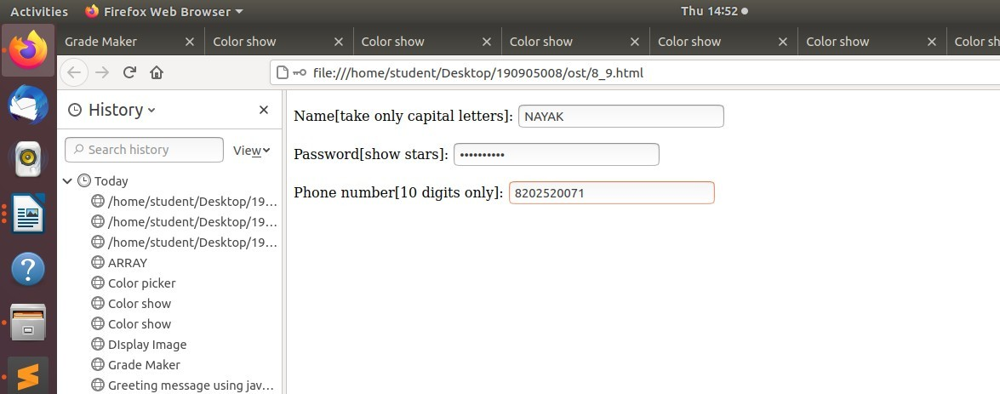 Activities Firefox Web Browser Thu 14:52
Grade Maker Color show Color show Color show Color show Color show Color sh
file:///home/student/Desktop/190905008/ost/8_9.html
History
Search history View
Today
/home/student/Desktop/19...
/home/student/Desktop/19...
/home/student/Desktop/19...
ARRAY
Color picker
Color show
Color show
DIsplay Image
Grade Maker
Greeting message using jav...
Name[take only capital letters]: NAYAK
Password[show stars]: ••••••••••
Phone number[10 digits only]: 8202520071